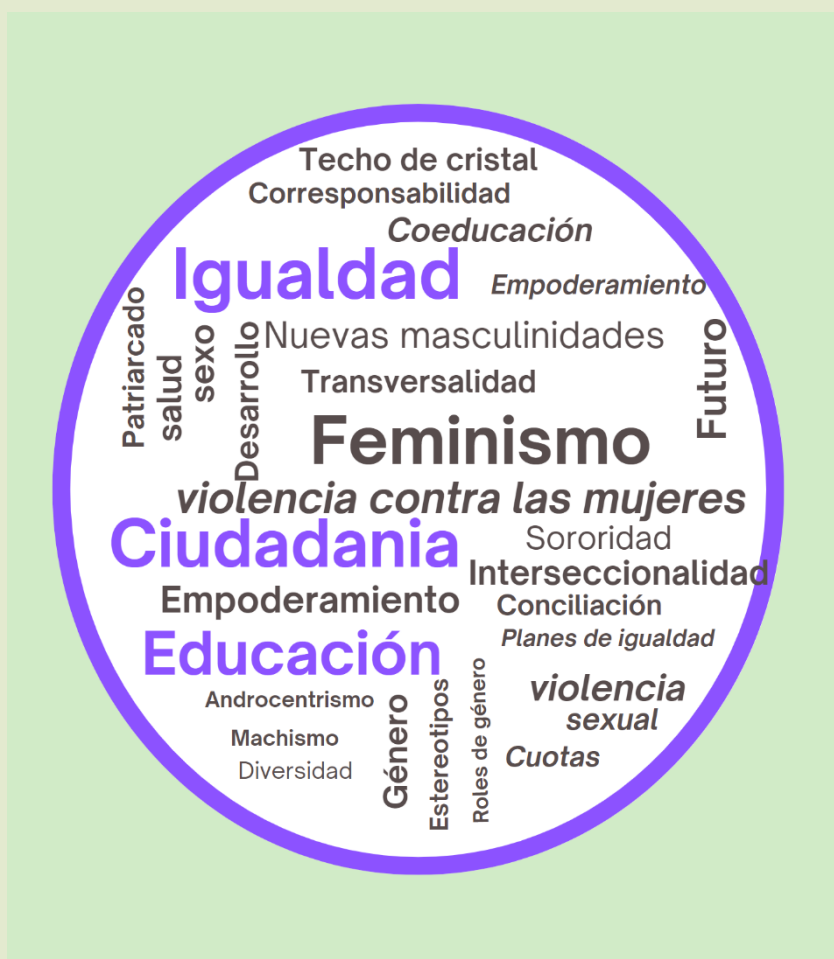 Techo de cristal
Corresponsabilidad
Coeducación
Igualdad
Empoderamiento
Patriarcado
salud
sexo
Desarrollo
Nuevas masculinidades
Futuro
Transversalidad
Feminismo
violencia contra las mujeres
Ciudadania
Sororidad
Interseccionalidad
Empoderamiento
Conciliación
Educación
Planes de igualdad
Androcentrismo
Machismo
Diversidad
Género
Estereotipos
Roles de género
violencia
sexual
Cuotas